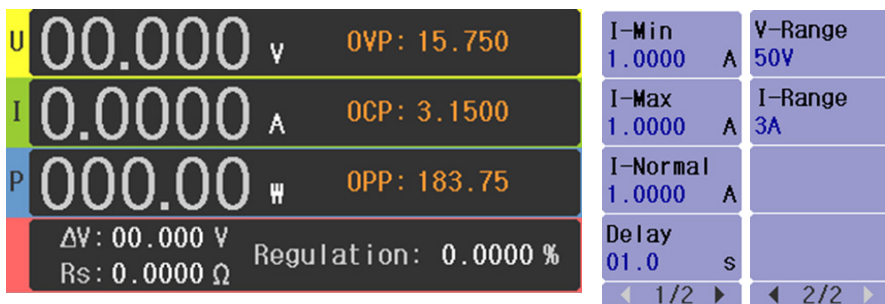 U 00.000 V OVP: 15.750
I 0.0000 A OCP: 3.1500
P 000.00 W OPP: 183.75
ΔV: 00.000 V
Rs: 0.0000 Ω
Regulation: 0.0000 %
I-Min
1.0000 A
I-Max
1.0000 A
I-Normal
1.0000 A
Delay
01.0 s
◀ 1/2 ▶
V-Range
50V
I-Range
3A
◀ 2/2 ▶